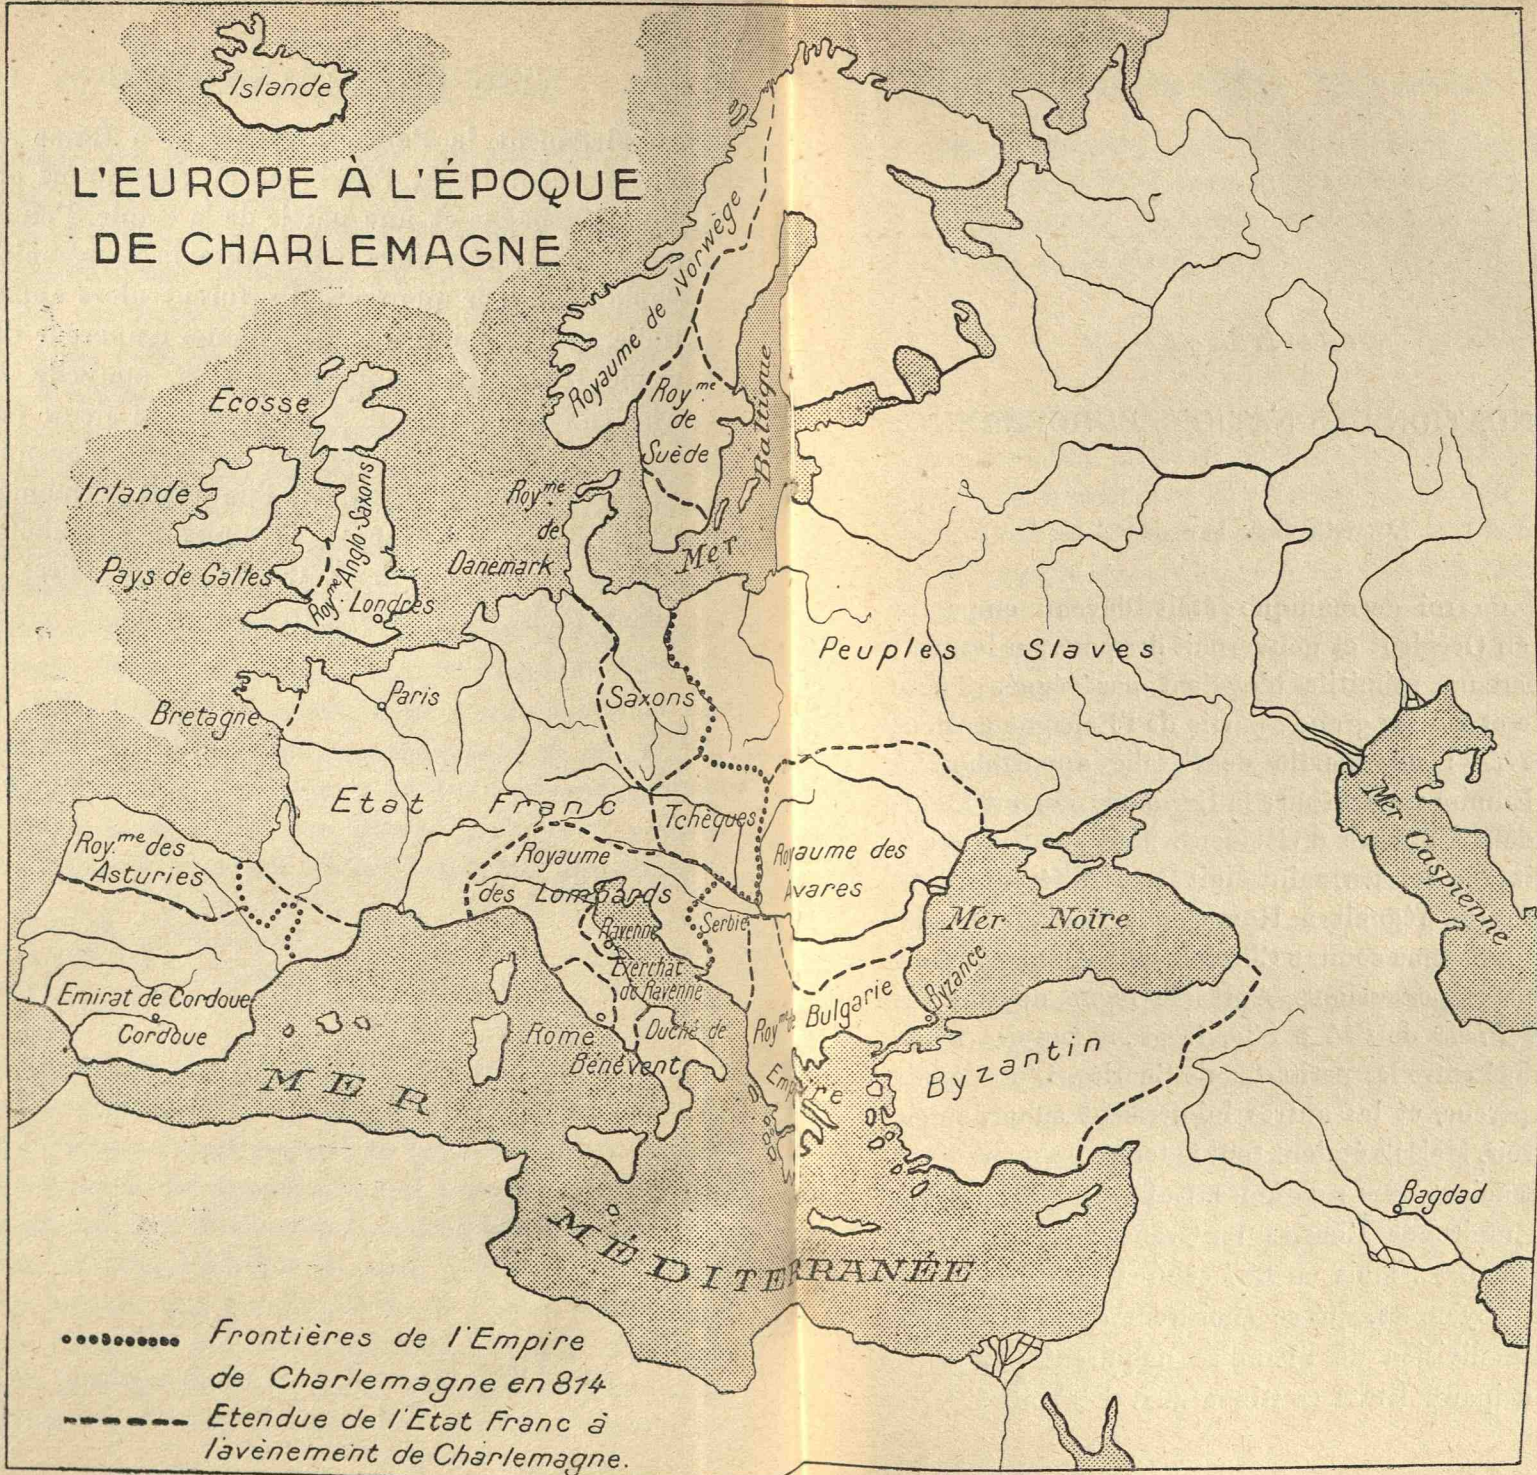 Islande
L'EUROPE À L'ÉPOQUE
DE CHARLEMAGNE
Royaume de Norwège
Ecosse
Roy.me
de
Suède
Mer Baltique
Irlande
Roy.me
de
Danemark
Roy.me Anglo-Saxons
Pays de Galles
Londres
Peuples Slaves
Paris
Saxons
Bretagne
Etat Franc
Tchèques
Roy.me des
Asturies
Royaume
des Lombards
Royaume des
Avares
Mer Caspienne
Serbie
Mer Noire
Ravenne
Exerchat
de Ravenne
Emirat de Cordoue
Cordoue
Rome
Duché de
Bénévent
Roy.me de Bulgarie
Byzance
Empire Byzantin
MER
MÉDITERRANÉE
Bagdad
Frontières de l'Empire
de Charlemagne en 814
Etendue de l'Etat Franc à
l'avènement de Charlemagne.